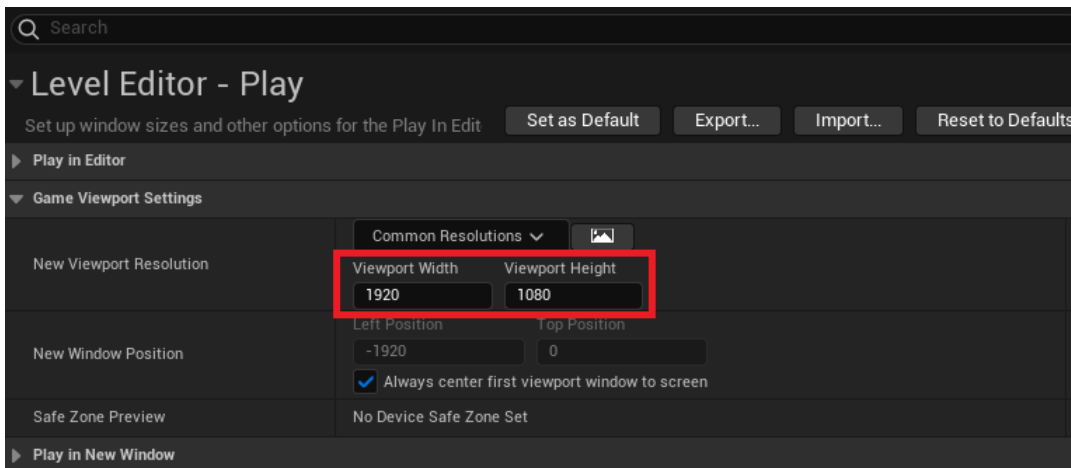 Search
Level Editor - Play
Set up window sizes and other options for the Play In Edit
Set as Default
Export...
Import...
Reset to Defaults
Play in Editor
Game Viewport Settings
Common Resolutions
New Viewport Resolution
Viewport Width
Viewport Height
1920
1080
Left Position
Top Position
New Window Position
-1920
0
Always center first viewport window to screen
Safe Zone Preview
No Device Safe Zone Set
Play in New Window